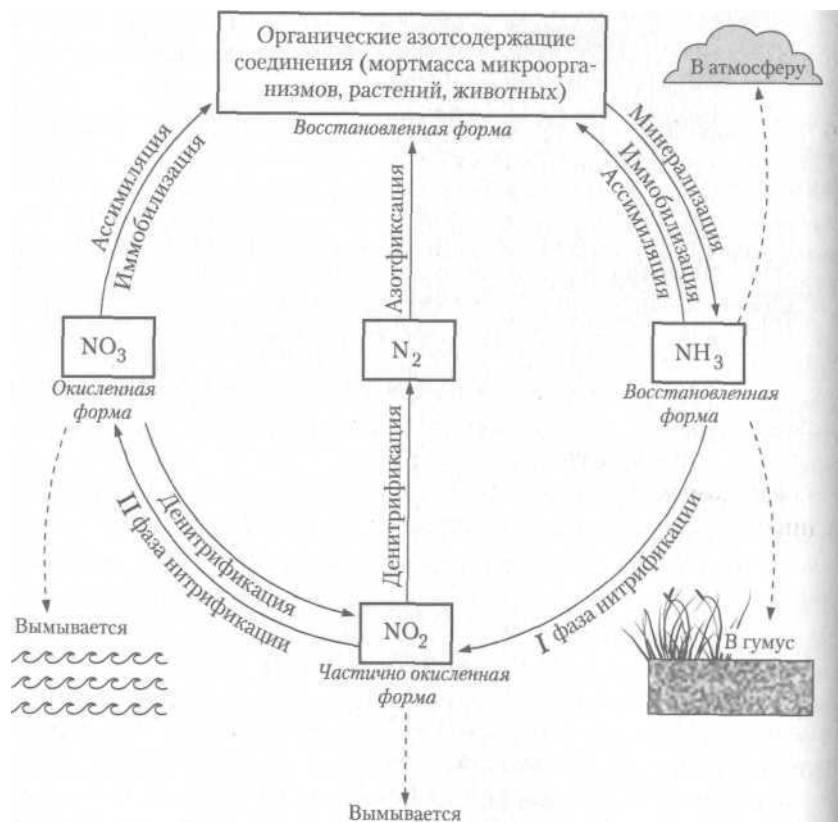 Органические азотсодержащие
соединения (мортмасса микроорга-
низмов, растений, животных)
Восстановленная форма
В атмосферу
Ассимиляция
Иммобилизация
Азотфиксация
Минерализация
Иммобилизация
Ассимиляция
NO3
Окисленная
форма
N2
NH3
Восстановленная
форма
Денитрификация
II фаза нитрификации
Денитрификация
I фаза нитрификации
Вымывается
NO2
Частично окисленная
форма
В гумус
Вымывается